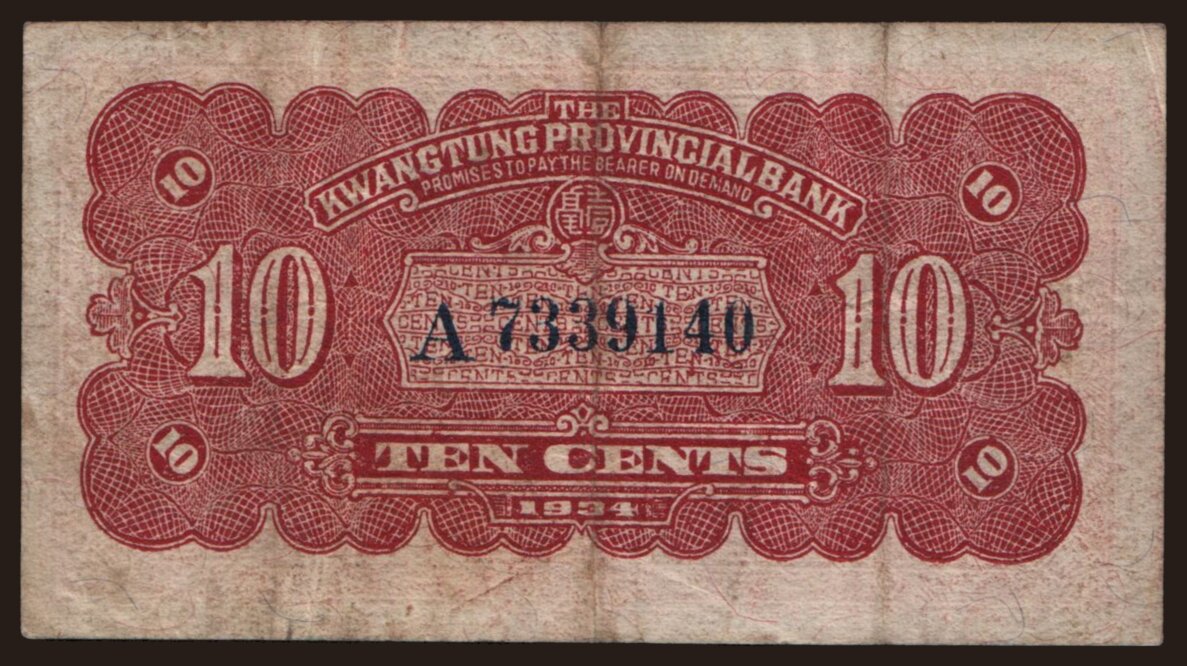 THE
KWANGTUNG PROVINCIAL BANK
PROMISES TO PAY THE BEARER ON DEMAND
10 10
10 10
A 7339140
TEN CENTS
10 10
1934